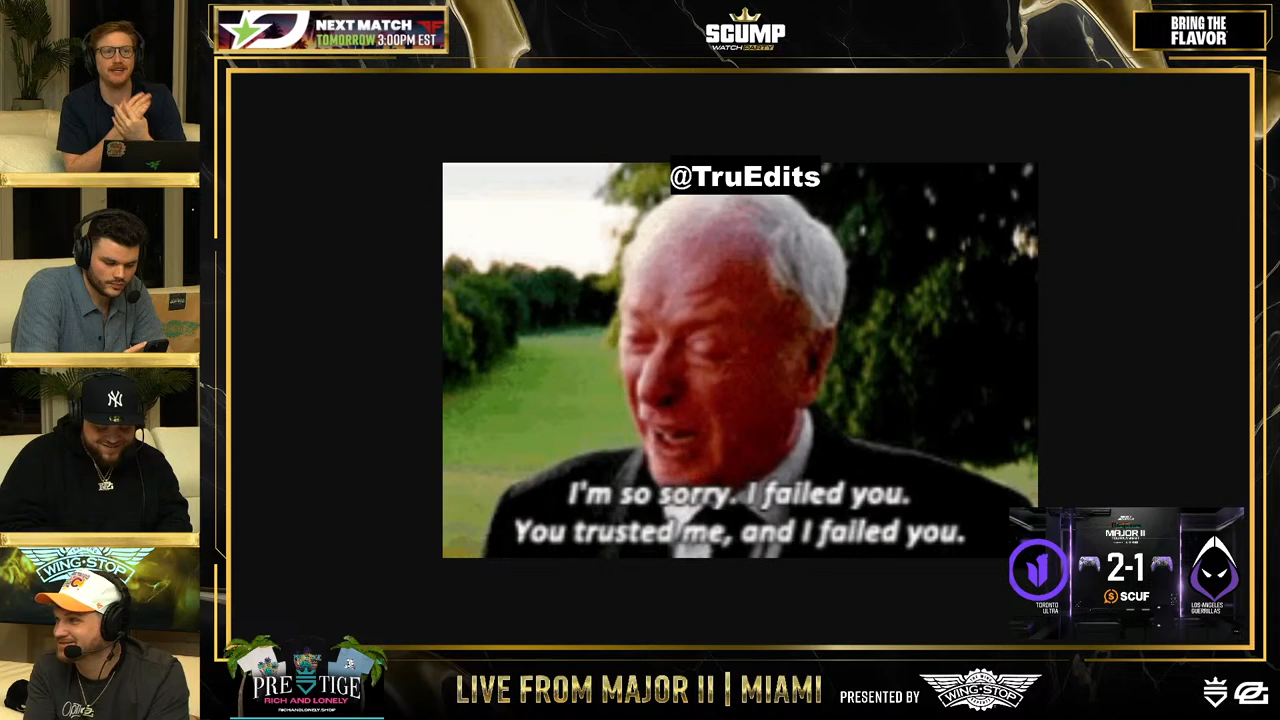 NEXT MATCH
TOMORROW 3:00PM EST
SCUMP
WATCH PARTY
BRING THE
FLAVOR
@TruEdits
I'm so sorry. I failed you.
You trusted me, and I failed you.
MAJOR II
2-1
SCUF
TORONTO
ULTRA
LOS ANGELES
GUERRILLAS
WING STOP
PRESTIGE
RICH AND LONELY
RICHANDLONELY.SHOP
LIVE FROM MAJOR II | MIAMI
PRESENTED BY
WING STOP